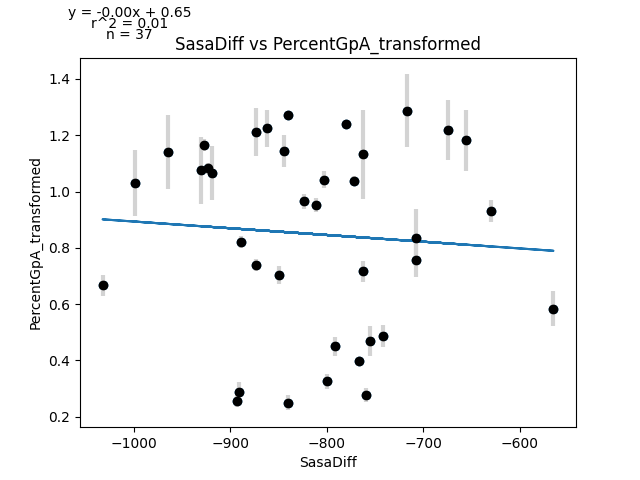 y = -0.00x + 0.65
r^2 = 0.01
n = 37
SasaDiff vs PercentGpA_transformed
PercentGpA_transformed
1.4
1.2
1.0
0.8
0.6
0.4
0.2
−1000 −900 −800 −700 −600
SasaDiff